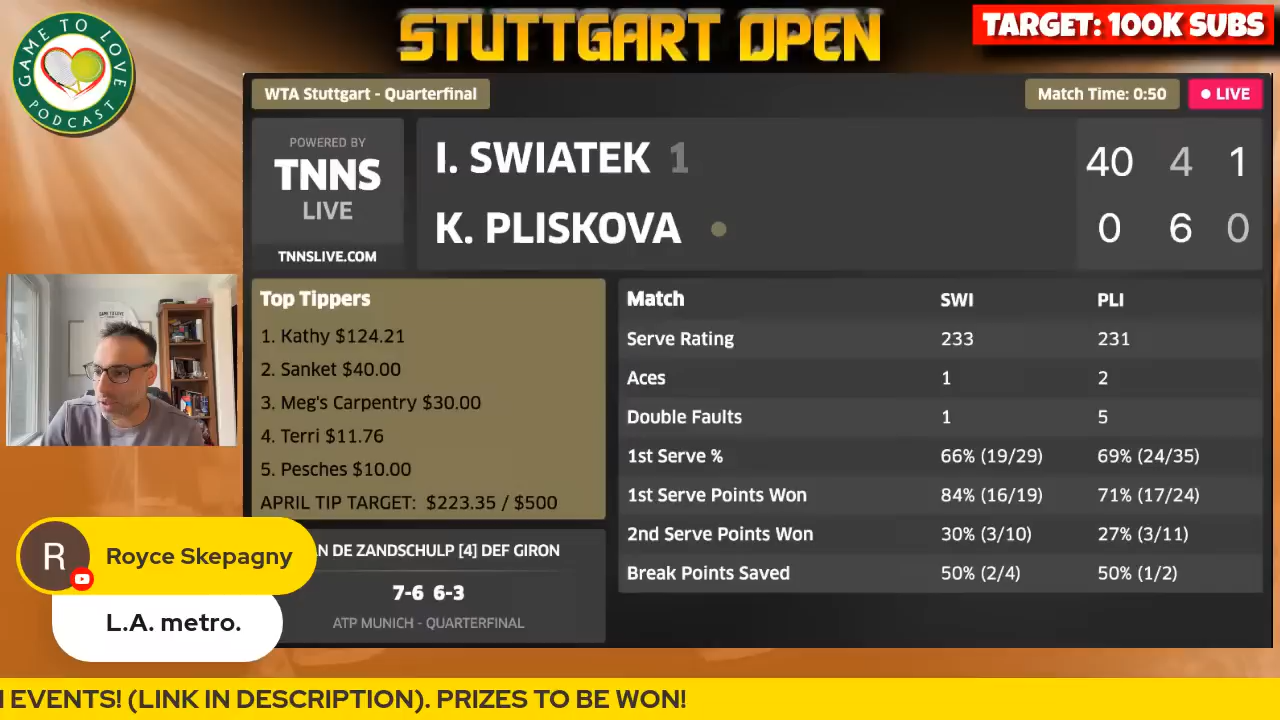 GAME TO LOVE
PODCAST
STUTTGART OPEN
TARGET: 100K SUBS
WTA Stuttgart - Quarterfinal
Match Time: 0:50
LIVE
POWERED BY
TNNS
LIVE
TNNSLIVE.COM
I. SWIATEK 1 40 4 1
K. PLISKOVA 0 6 0
Top Tippers
1. Kathy $124.21
2. Sanket $40.00
3. Meg's Carpentry $30.00
4. Terri $11.76
5. Pesches $10.00
APRIL TIP TARGET: $223.35 / $500
Match SWI PLI
Serve Rating 233 231
Aces 1 2
Double Faults 1 5
1st Serve % 66% (19/29) 69% (24/35)
1st Serve Points Won 84% (16/19) 71% (17/24)
2nd Serve Points Won 30% (3/10) 27% (3/11)
Break Points Saved 50% (2/4) 50% (1/2)
AN DE ZANDSCHULP [4] DEF GIRON
7-6 6-3
ATP MUNICH - QUARTERFINAL
R
Royce Skepagny
L.A. metro.
EVENTS! (LINK IN DESCRIPTION). PRIZES TO BE WON!